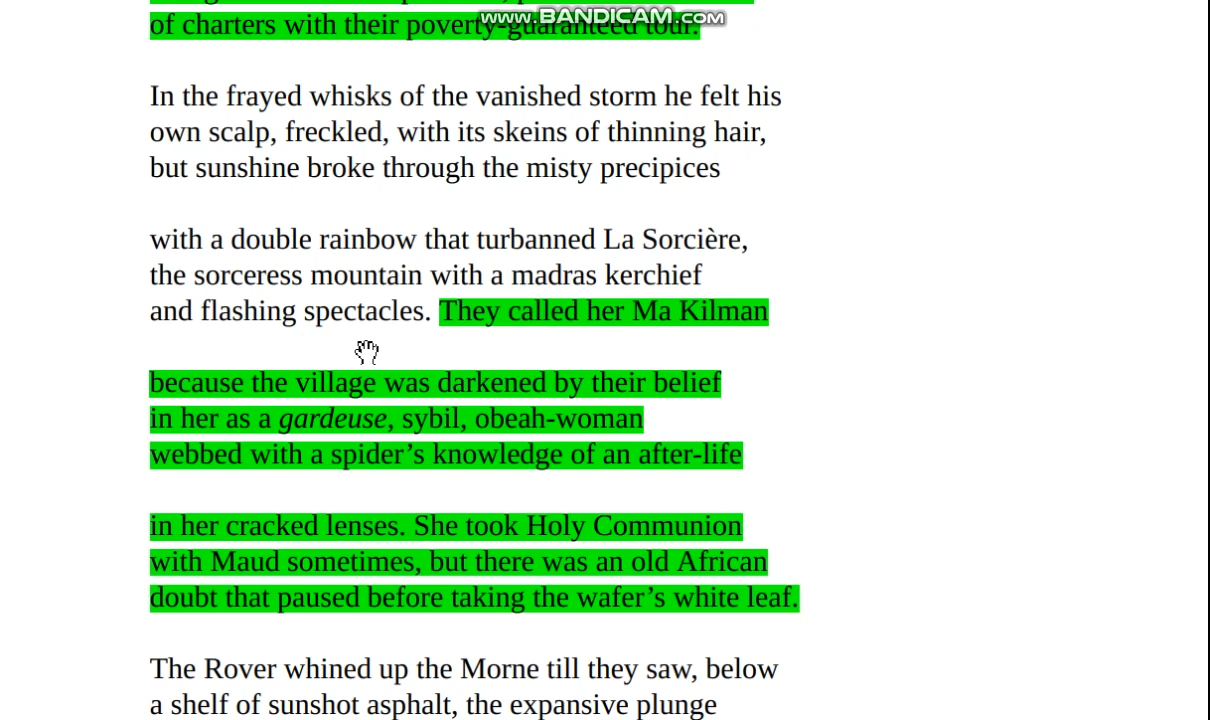 www.BANDICAM.com
of charters with their poverty-guaranteed tour.
In the frayed whisks of the vanished storm he felt his
own scalp, freckled, with its skeins of thinning hair,
but sunshine broke through the misty precipices
with a double rainbow that turbanned La Sorcière,
the sorceress mountain with a madras kerchief
and flashing spectacles. They called her Ma Kilman
because the village was darkened by their belief
in her as a gardeuse, sybil, obeah-woman
webbed with a spider’s knowledge of an after-life
in her cracked lenses. She took Holy Communion
with Maud sometimes, but there was an old African
doubt that paused before taking the wafer’s white leaf.
The Rover whined up the Morne till they saw, below
a shelf of sunshot asphalt, the expansive plunge